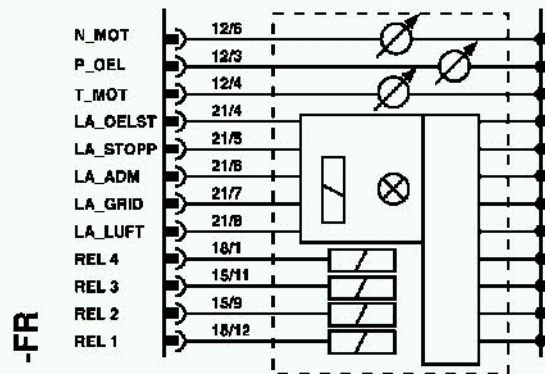 N_MOT 12/6
P_OEL 12/3
T_MOT 12/4
LA_OELST 21/4
LA_STOPP 21/5
LA_ADM 21/6
LA_GRID 21/7
LA_LUFT 21/8
REL 4 18/1
REL 3 15/11
REL 2 15/9
REL 1 18/12
-FR